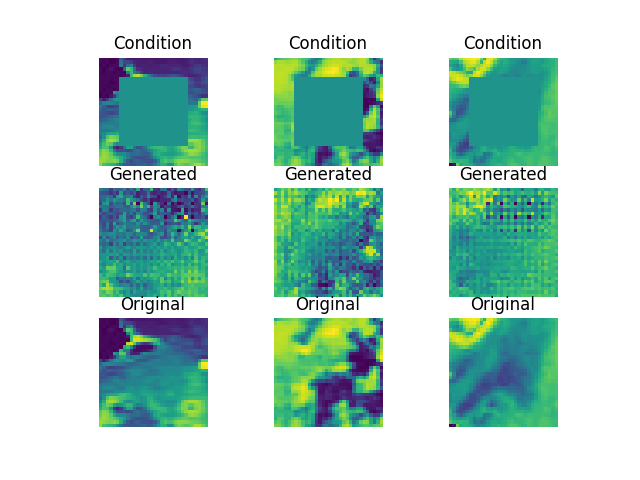 Condition Condition Condition
Generated Generated Generated
Original Original Original